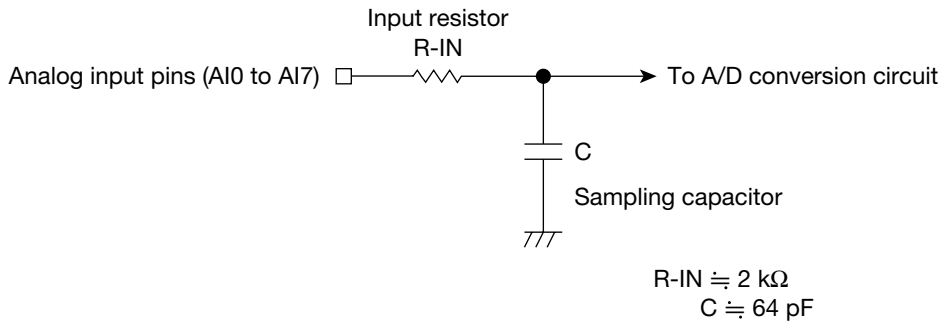 Input resistor
R-IN
Analog input pins (AI0 to AI7)
To A/D conversion circuit
C
Sampling capacitor
R-IN ≒ 2 kΩ
C ≒ 64 pF